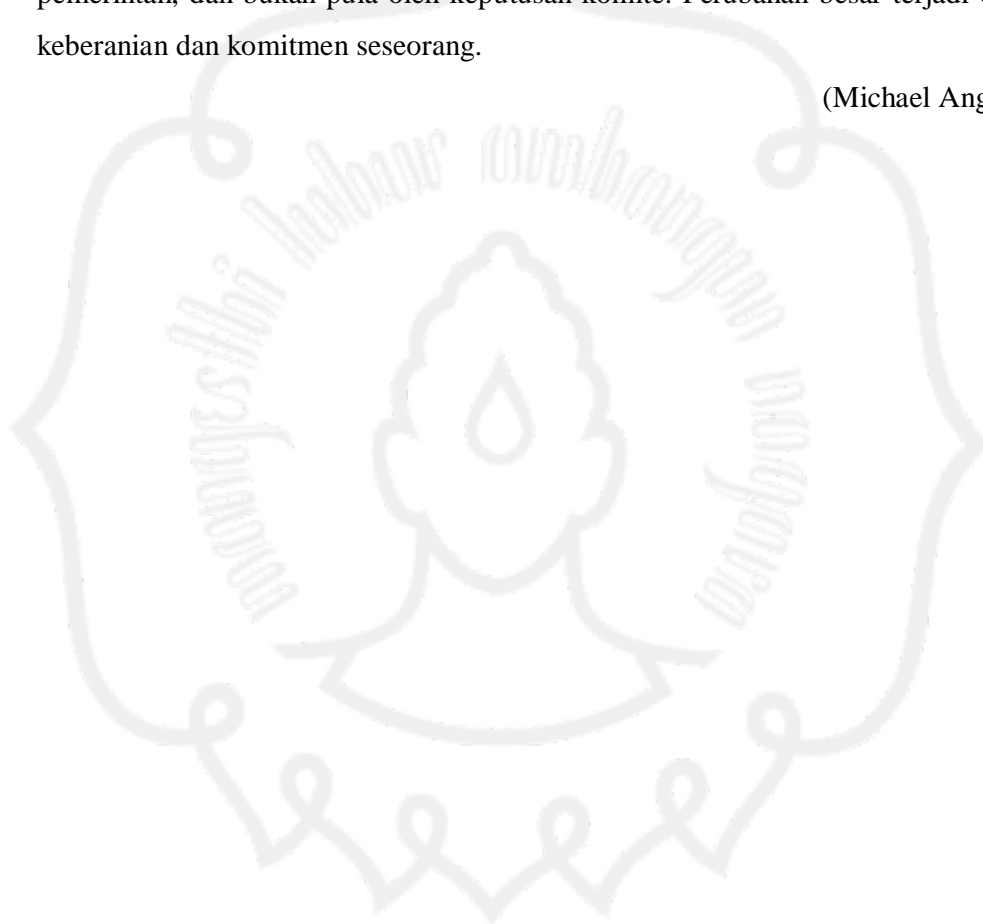 pemerintah, dan bukan pula oleh keputusan komite. Perubahan besar terjadi
keberanian dan komitmen seseorang.
(Michael Ang